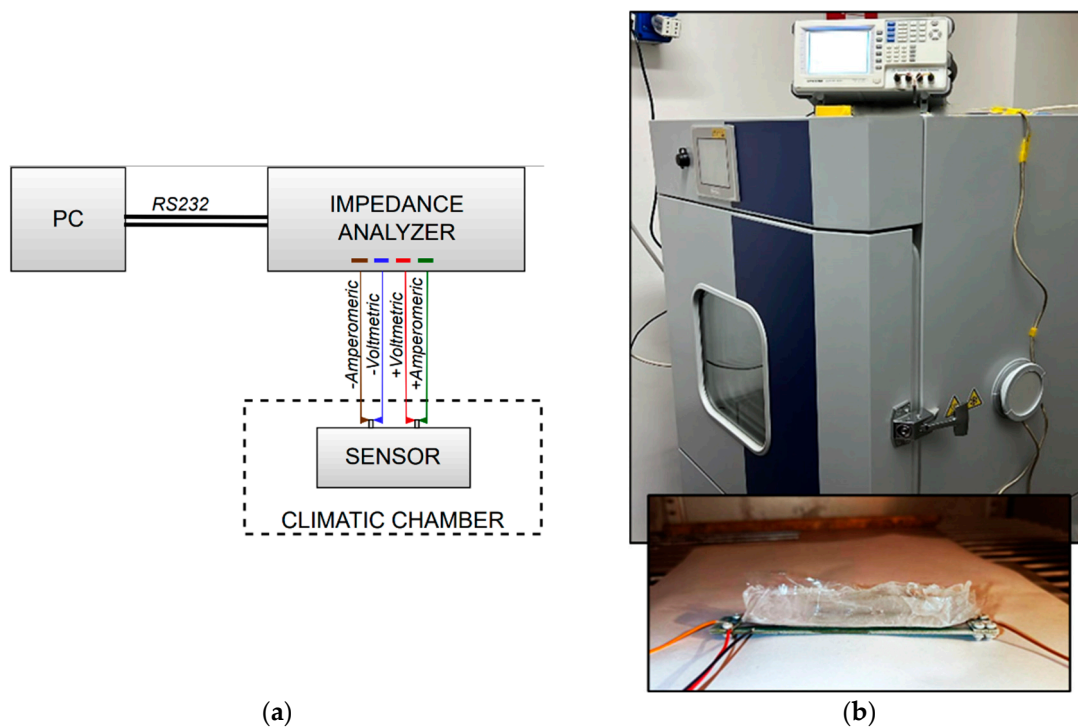 PC
RS232
IMPEDANCE
ANALYZER
-Amperomeric
-Voltmetric
+Voltmetric
+Amperomeric
SENSOR
CLIMATIC CHAMBER
(a)
(b)